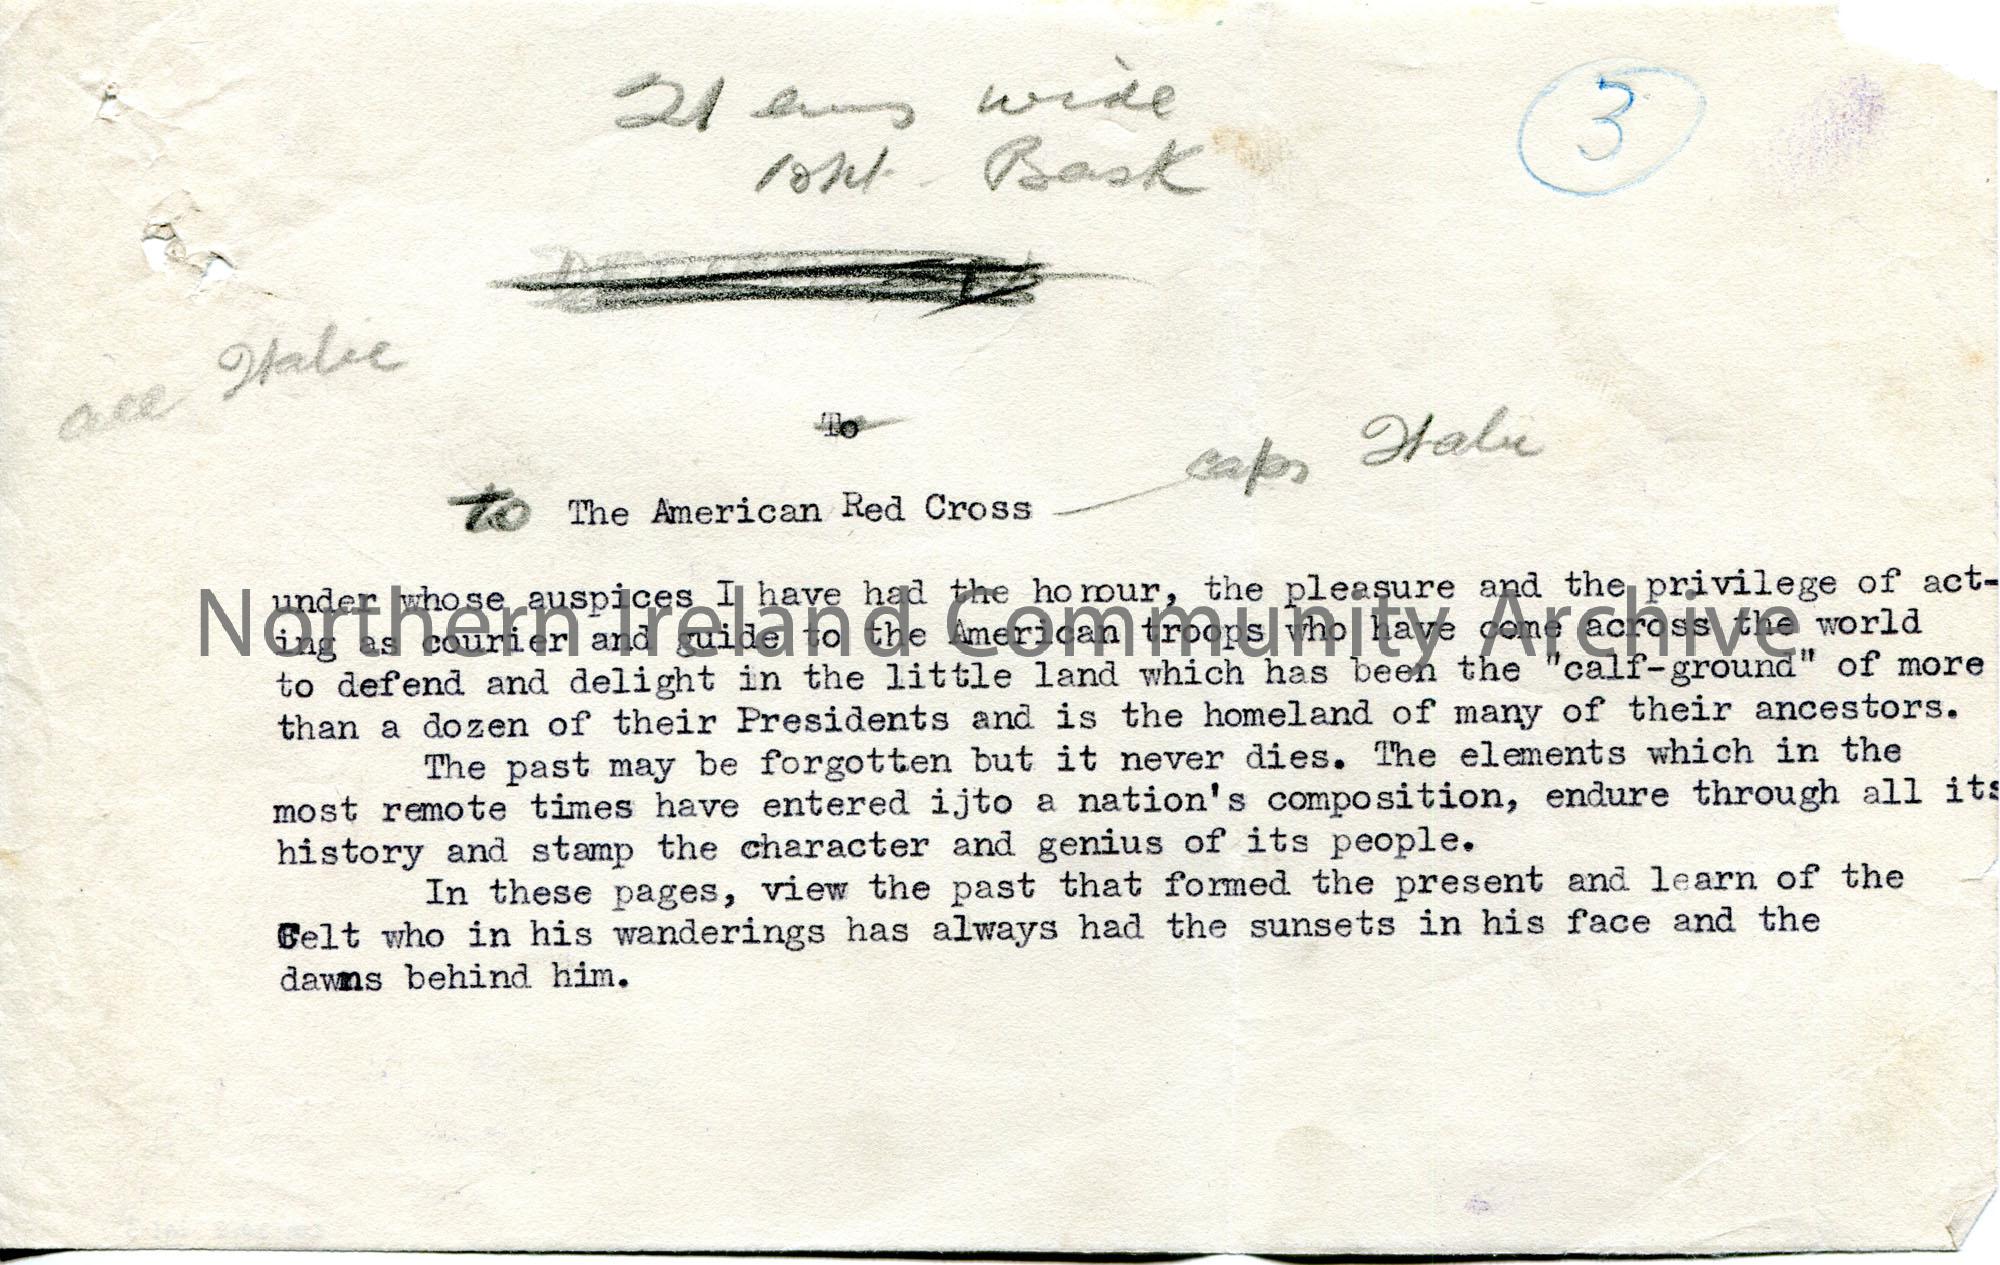 21 ems wide
3
10pt. Bask
all Italic
To
caps Italic
to The American Red Cross
under whose auspices I have had the honour, the pleasure and the privilege of act-
ing as courier and guide to the American troops who have come across the world
Northern Ireland Community Archive
to defend and delight in the little land which has been the "calf-ground" of more
than a dozen of their Presidents and is the homeland of many of their ancestors.
The past may be forgotten but it never dies. The elements which in the
most remote times have entered ijto a nation's composition, endure through all its
history and stamp the character and genius of its people.
In these pages, view the past that formed the present and learn of the
Celt who in his wanderings has always had the sunsets in his face and the
dawns behind him.